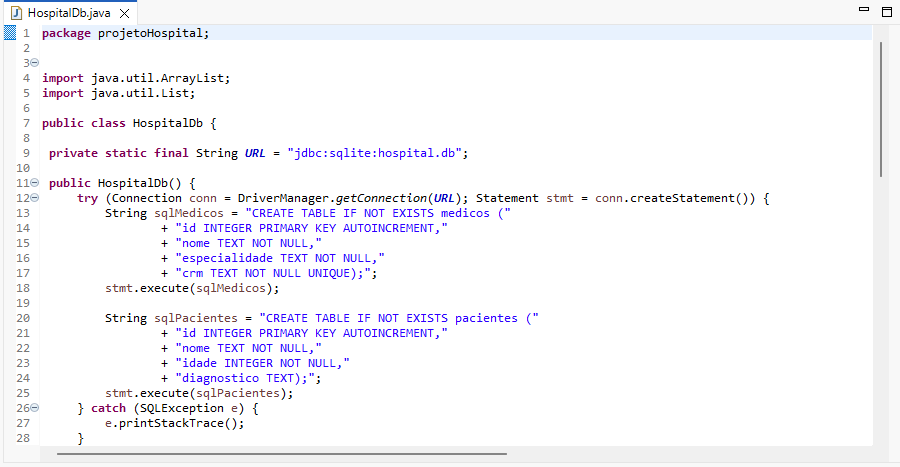 HospitalDb.java
1 package projetoHospital;
2
3
4 import java.util.ArrayList;
5 import java.util.List;
6
7 public class HospitalDb {
8
9 private static final String URL = "jdbc:sqlite:hospital.db";
10
11 public HospitalDb() {
12 try (Connection conn = DriverManager.getConnection(URL); Statement stmt = conn.createStatement()) {
13 String sqlMedicos = "CREATE TABLE IF NOT EXISTS medicos ("
14 + "id INTEGER PRIMARY KEY AUTOINCREMENT,"
15 + "nome TEXT NOT NULL,"
16 + "especialidade TEXT NOT NULL,"
17 + "crm TEXT NOT NULL UNIQUE);";
18 stmt.execute(sqlMedicos);
19
20 String sqlPacientes = "CREATE TABLE IF NOT EXISTS pacientes ("
21 + "id INTEGER PRIMARY KEY AUTOINCREMENT,"
22 + "nome TEXT NOT NULL,"
23 + "idade INTEGER NOT NULL,"
24 + "diagnostico TEXT);";
25 stmt.execute(sqlPacientes);
26 } catch (SQLException e) {
27 e.printStackTrace();
28 }